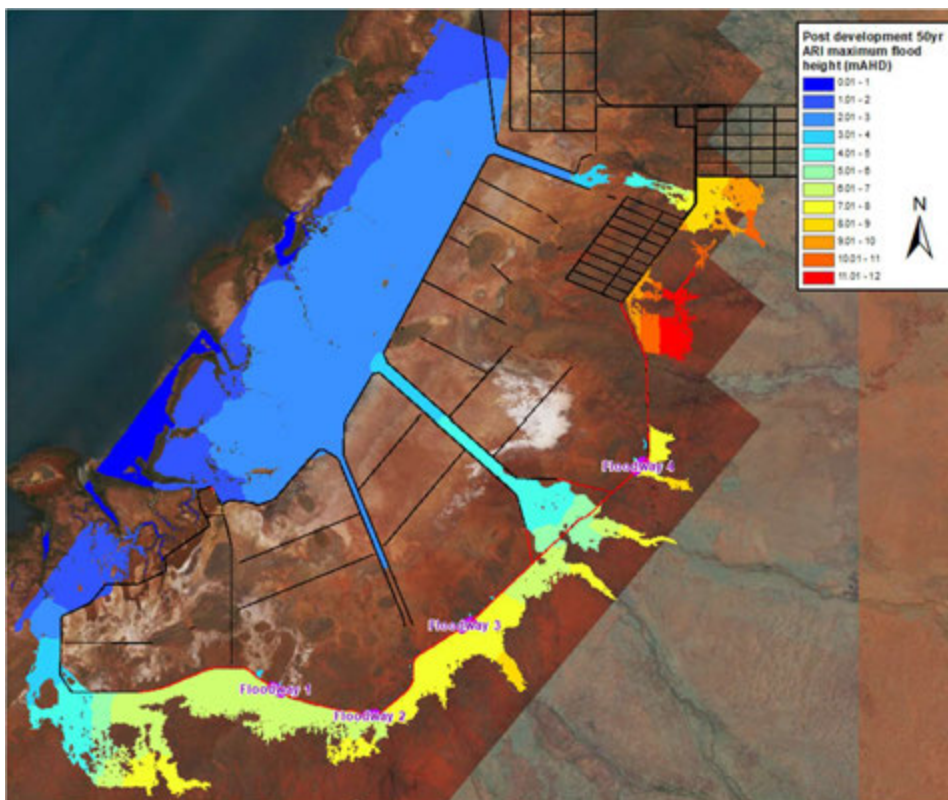 Post development 50yr
ARI maximum flood
height (mAHD)
0.01 - 1
1.01 - 2
2.01 - 3
3.01 - 4
4.01 - 5
5.01 - 6
6.01 - 7
7.01 - 8
8.01 - 9
9.01 - 10
10.01 - 11
11.01 - 12
N
Floodway 4
Floodway 3
Floodway 1
Floodway 2